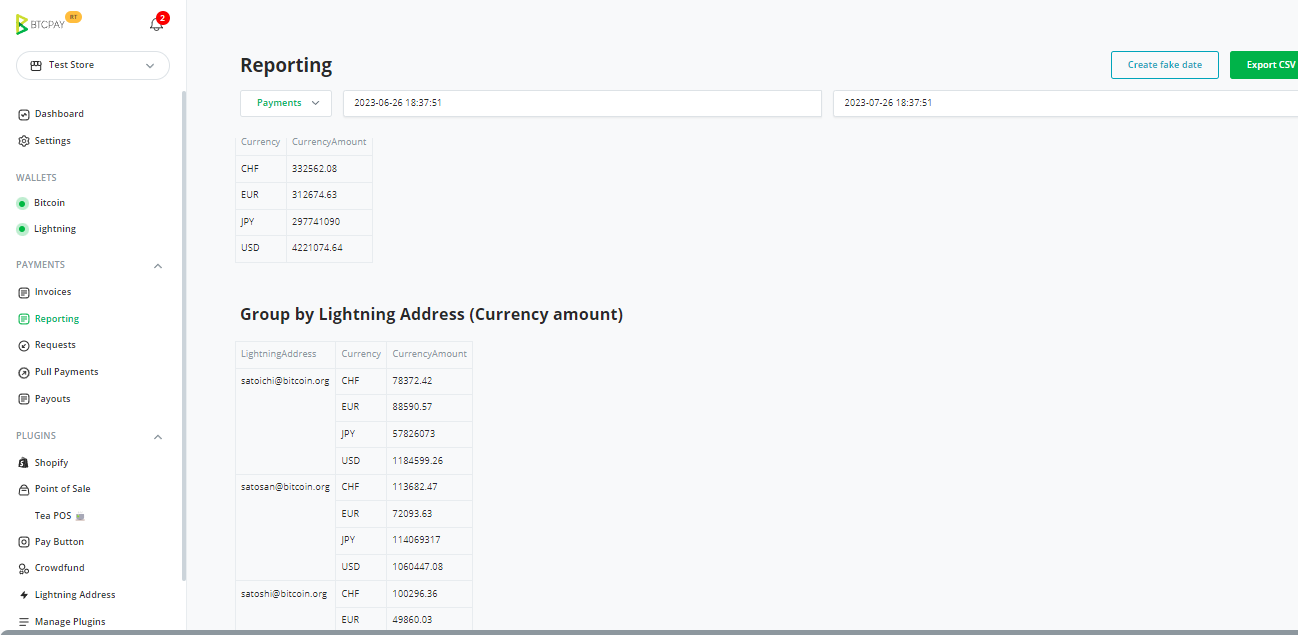 BTCPAY RT 2
Test Store
Dashboard
Settings
WALLETS
Bitcoin
Lightning
PAYMENTS
Invoices
Reporting
Requests
Pull Payments
Payouts
PLUGINS
Shopify
Point of Sale
Tea POS
Pay Button
Crowdfund
Lightning Address
Manage Plugins
Reporting
Create fake date Export CSV
Payments 2023-06-26 18:37:51 2023-07-26 18:37:51
Currency CurrencyAmount
CHF 332562.08
EUR 312674.63
JPY 297741090
USD 4221074.64
Group by Lightning Address (Currency amount)
LightningAddress Currency CurrencyAmount
satoichi@bitcoin.org CHF 78372.42
EUR 88590.57
JPY 57826073
USD 1184599.26
satosan@bitcoin.org CHF 113682.47
EUR 72093.63
JPY 114069317
USD 1060447.08
satoshi@bitcoin.org CHF 100296.36
EUR 49860.03